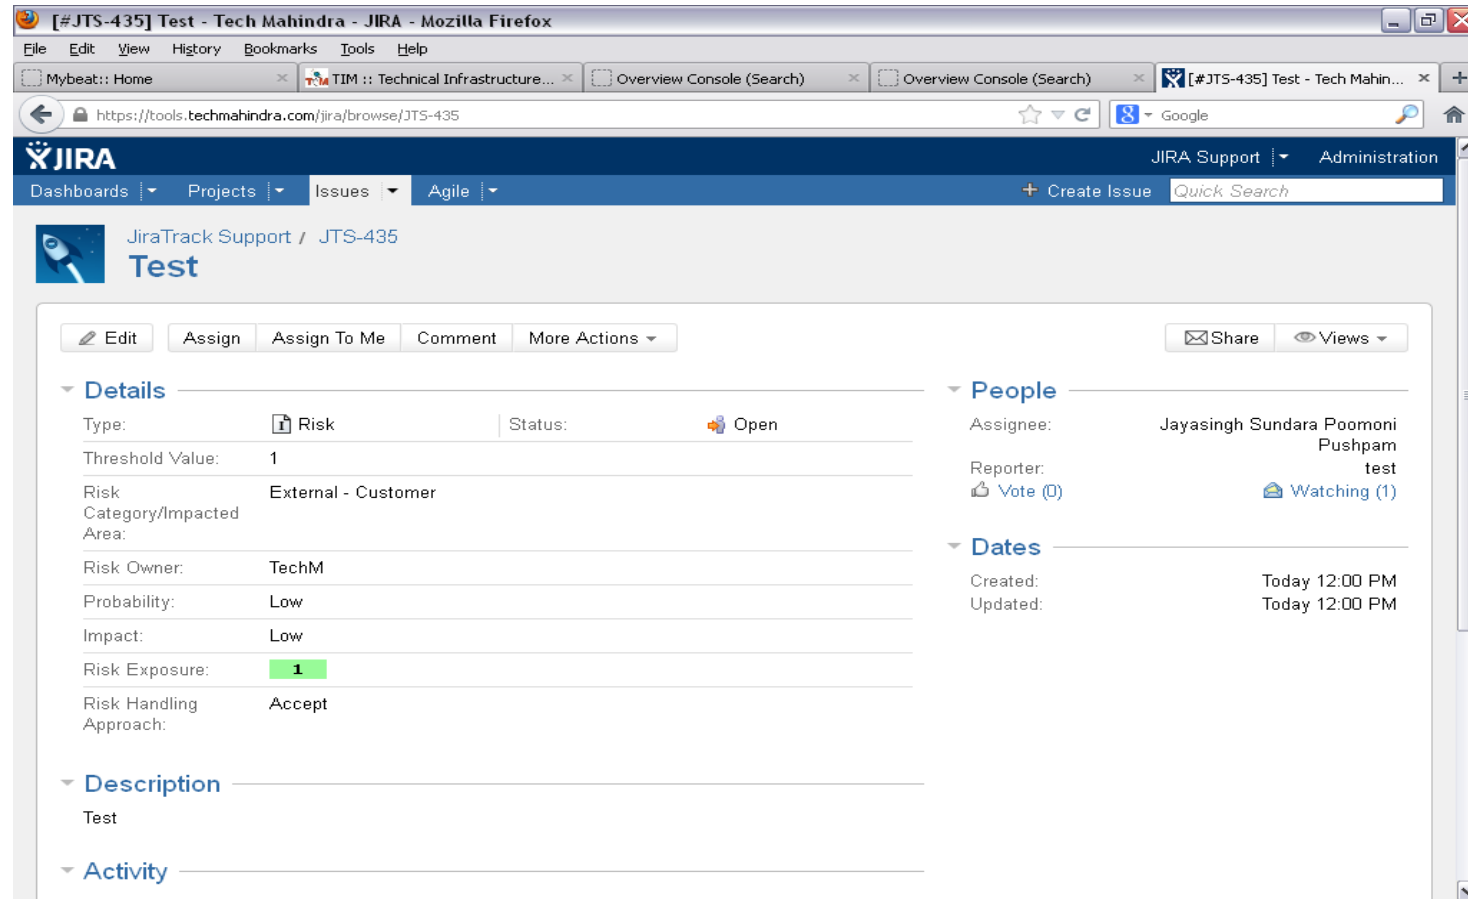 [#JTS-435] Test - Tech Mahindra - JIRA - Mozilla Firefox
File Edit View History Bookmarks Tools Help
Mybeat:: Home TIM :: Technical Infrastructure... Overview Console (Search) Overview Console (Search) [#JTS-435] Test - Tech Mahin...
https://tools.techmahindra.com/jira/browse/JTS-435 Google
JIRA JIRA Support Administration
Dashboards Projects Issues Agile + Create Issue Quick Search
JiraTrack Support / JTS-435
Test
Edit Assign Assign To Me Comment More Actions Share Views
Details
Type: Risk Status: Open
Threshold Value: 1
Risk External - Customer
Category/Impacted
Area:
Risk Owner: TechM
Probability: Low
Impact: Low
Risk Exposure: 1
Risk Handling Accept
Approach:
Description
Test
Activity
People
Assignee: Jayasingh Sundara Poomoni
Pushpam
Reporter: test
Vote (0) Watching (1)
Dates
Created: Today 12:00 PM
Updated: Today 12:00 PM